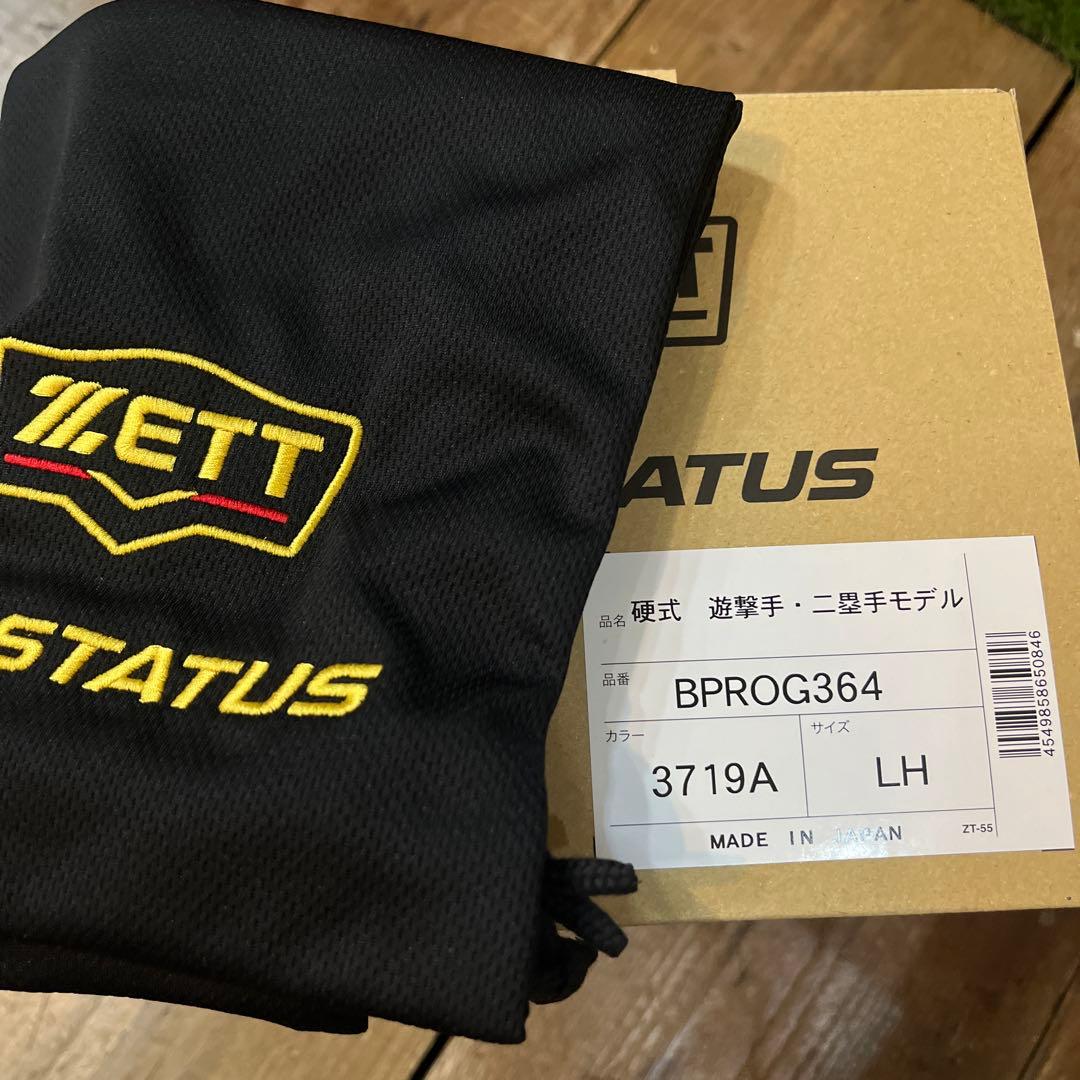 ZETT
STATUS
T
ATUS
品名 硬式 遊撃手・二塁手モデル
品番 BPROG364
カラー 3719A
サイズ LH
MADE IN JAPAN
ZT-55
4549858650846